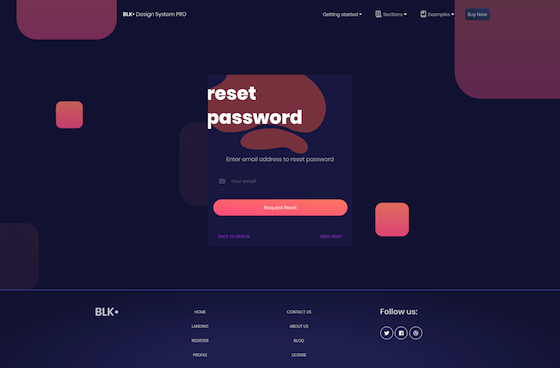 BLK• Design System PRO
Getting started
Sections
Examples
Buy Now
reset
password
Enter email address to reset password
Your email
Request Reset
BACK TO SIGN IN
NEED HELP?
BLK•
HOME
LANDING
REGISTER
PROFILE
CONTACT US
ABOUT US
BLOG
LICENSE
Follow us: